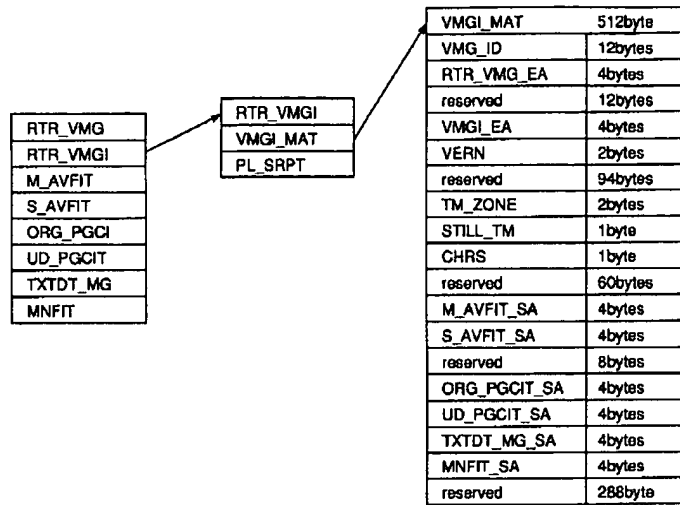 RTR_VMG
RTR_VMGI
M_AVFIT
S_AVFIT
ORG_PGCI
UD_PGCIT
TXTDT_MG
MNFIT
RTR_VMGI
VMGI_MAT
PL_SRPT
VMGI_MAT 512byte
VMG_ID 12bytes
RTR_VMG_EA 4bytes
reserved 12bytes
VMGI_EA 4bytes
VERN 2bytes
reserved 94bytes
TM_ZONE 2bytes
STILL_TM 1byte
CHRS 1byte
reserved 60bytes
M_AVFIT_SA 4bytes
S_AVFIT_SA 4bytes
reserved 8bytes
ORG_PGCIT_SA 4bytes
UD_PGCIT_SA 4bytes
TXTDT_MG_SA 4bytes
MNFIT_SA 4bytes
reserved 288byte